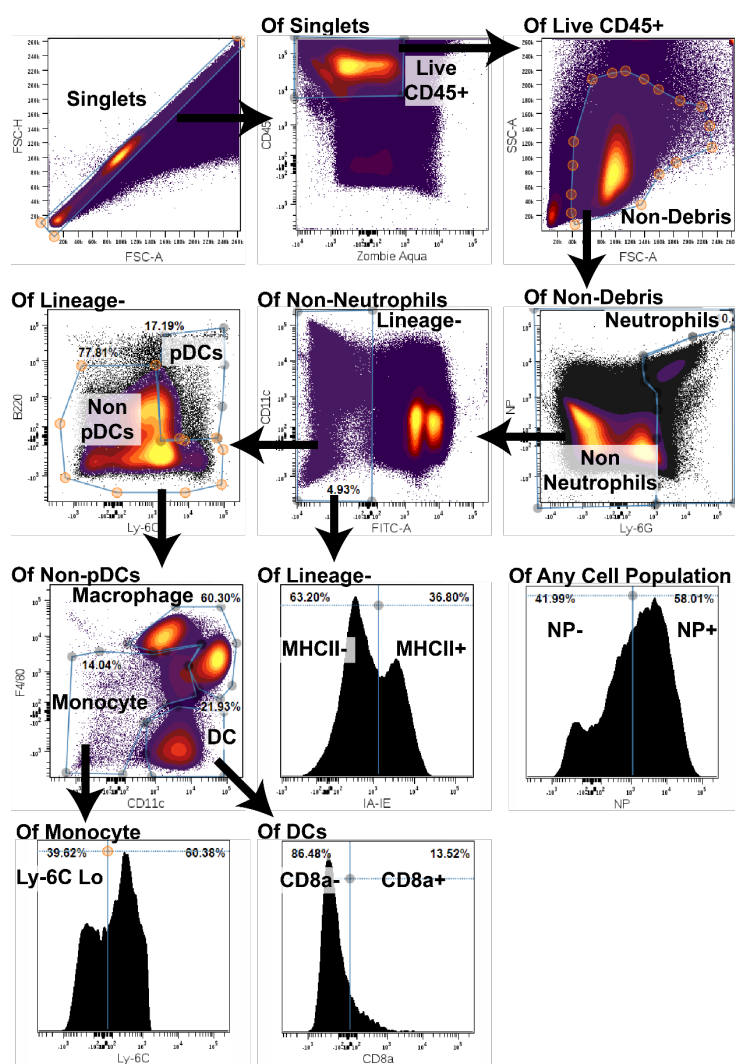 Of Singlets
Of Live CD45+
Singlets
Live
CD45+
Non-Debris
FSC-H
FSC-A
CD45
Zombie Aqua
SSC-A
FSC-A
Of Lineage-
Of Non-Neutrophils
Of Non-Debris
17.19%
77.81%
pDCs
Non
pDCs
B220
Ly-6C
Lineage-
4.93%
CD11c
FITC-A
Neutrophils
Non
Neutrophils
NP
Ly-6G
Of Non-pDCs
Of Lineage-
Of Any Cell Population
Macrophage
60.30%
14.04%
Monocyte
21.93%
DC
F4/80
CD11c
63.20%
36.80%
MHCII-
MHCII+
IA-IE
41.99%
58.01%
NP-
NP+
NP
Of Monocyte
Of DCs
39.62%
60.38%
Ly-6C Lo
Ly-6C
86.48%
13.52%
CD8a-
CD8a+
CD8a